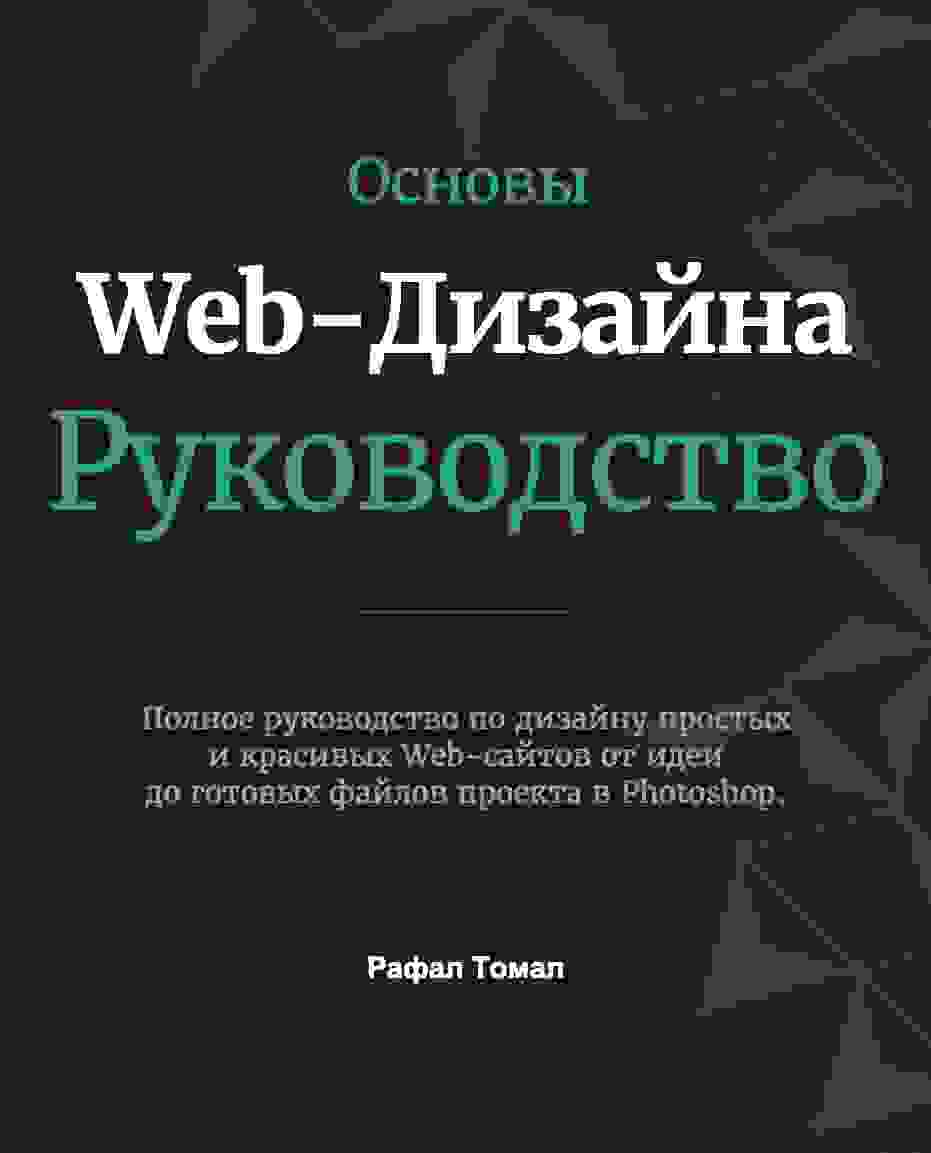 Основы
Web-Дизайна
Руководство
Полное руководство по дизайну простых
и красивых Web-сайтов от идеи
до готовых файлов проекта в Photoshop.
Рафал Томал